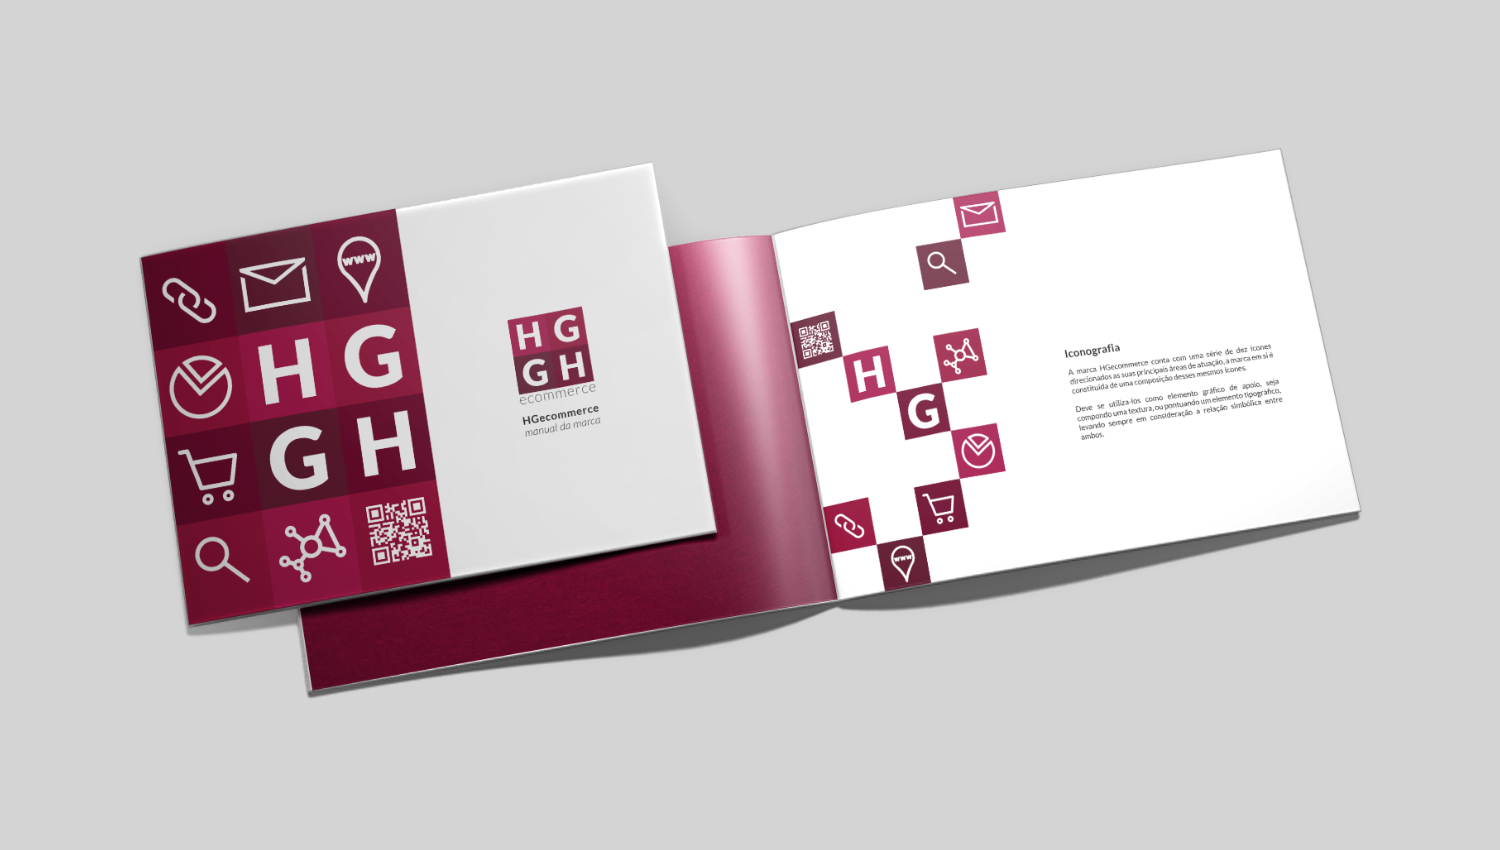 www
H G
G H
H G
G H
ecommerce
HGecommerce
manual da marca
H
G
www
Iconografia
A marca HGecommerce conta com uma série de dez ícones
direcionados as suas principais áreas de atuação, a marca em si é
constituída de uma composição desses mesmos ícones.
Deve se utiliza-lós como elemento gráfico de apoio, seja
compondo uma textura, ou pontuando um elemento tipográfico,
levando sempre em consideração a relação simbólica entre
ambos.